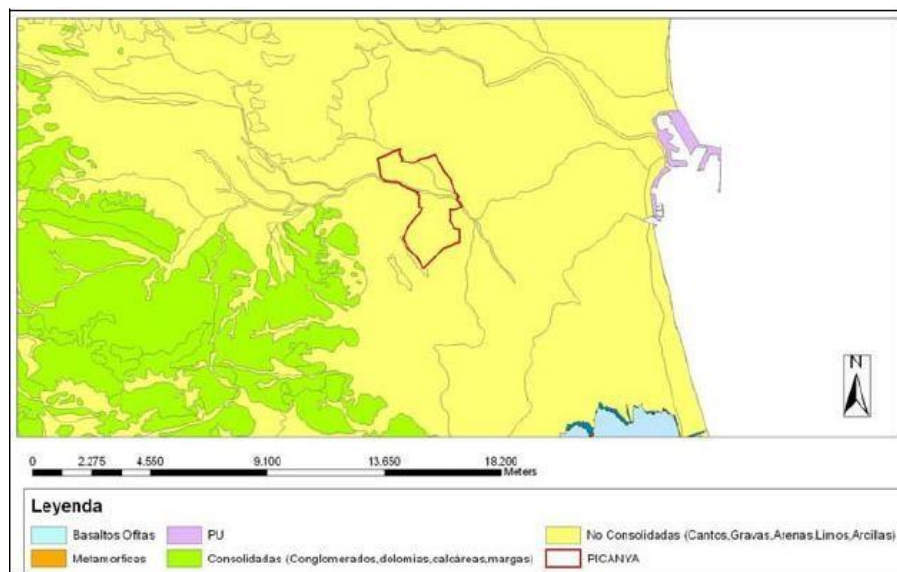 N
0 2.275 4.550 9.100 13.650 18.200
Meters
Leyenda
Basaltos Ofitas PU No Consolidadas (Cantos,Gravas,Arenas,Limos,Arcillas)
Metamorficas Consolidadas (Conglomerados,dolomias,calcáreas,margas) PICANYA